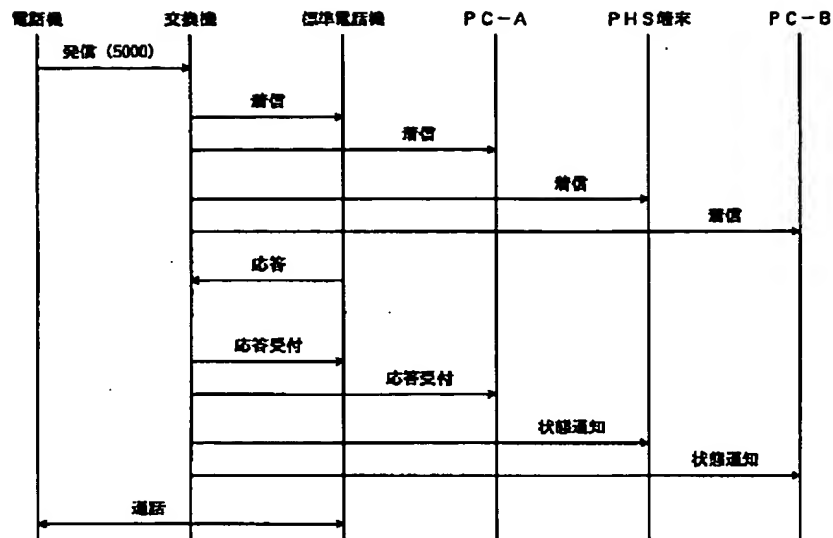 電話機 交換機 標準電話機 PC-A PHS端末 PC-B
発信 (5000)
着信
着信
着信
着信
応答
応答受付
応答受付
状態通知
状態通知
通話